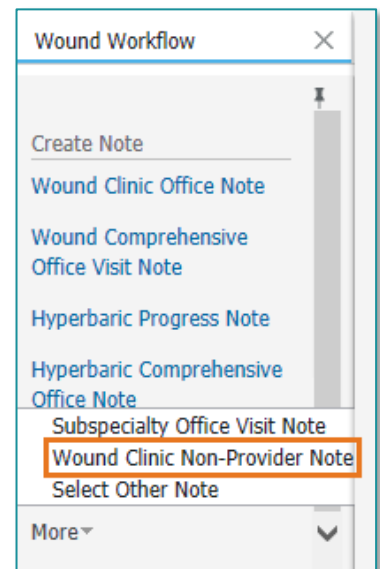 Wound Workflow
Create Note
Wound Clinic Office Note
Wound Comprehensive
Office Visit Note
Hyperbaric Progress Note
Hyperbaric Comprehensive
Office Note
Subspecialty Office Visit Note
Wound Clinic Non-Provider Note
Select Other Note
More